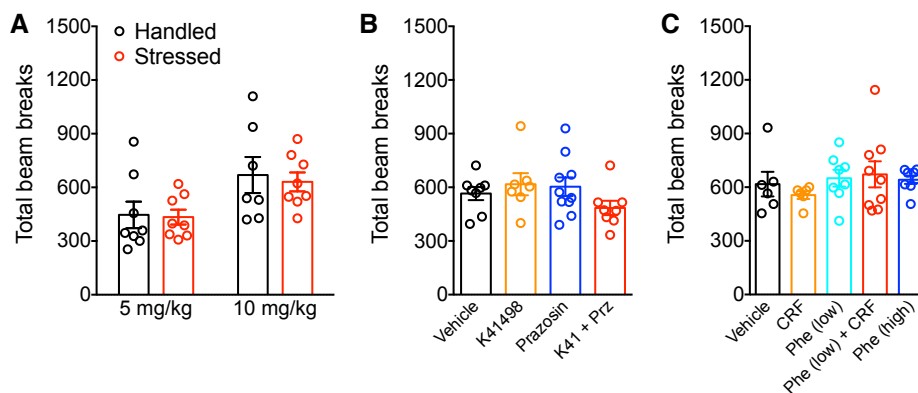 A
Handled
Stressed
Total beam breaks
1500
1200
900
600
300
0
5 mg/kg
10 mg/kg
B
Total beam breaks
1500
1200
900
600
300
0
Vehicle
K41498
Prazosin
K41 + Prz
C
Total beam breaks
1500
1200
900
600
300
0
Vehicle
CRF
Phe (low)
Phe (low) + CRF
Phe (high)